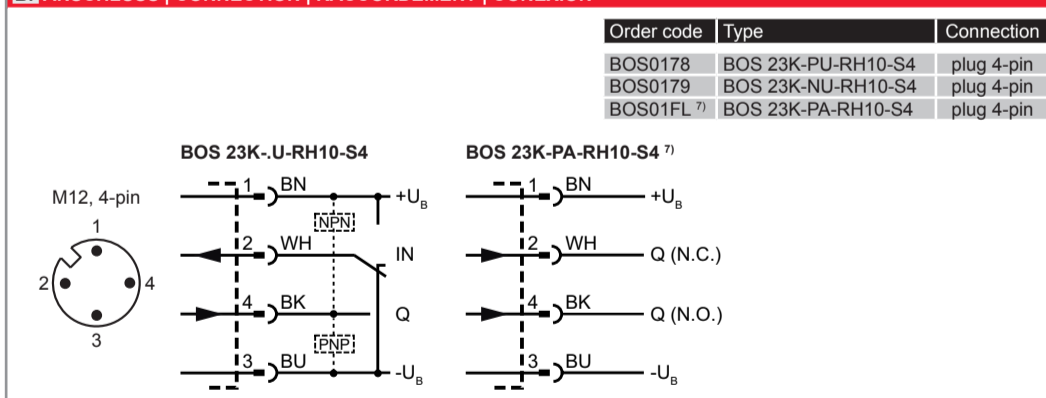 Order code Type Connection
BOS0178 BOS 23K-PU-RH10-S4 plug 4-pin
BOS0179 BOS 23K-NU-RH10-S4 plug 4-pin
BOS01FL 7) BOS 23K-PA-RH10-S4 plug 4-pin
BOS 23K-.U-RH10-S4
M12, 4-pin
1
2
4
3
1 BN +UB
NPN
2 WH IN
4 BK Q
PNP
3 BU -UB
BOS 23K-PA-RH10-S4 7)
1 BN +UB
2 WH Q (N.C.)
4 BK Q (N.O.)
3 BU -UB